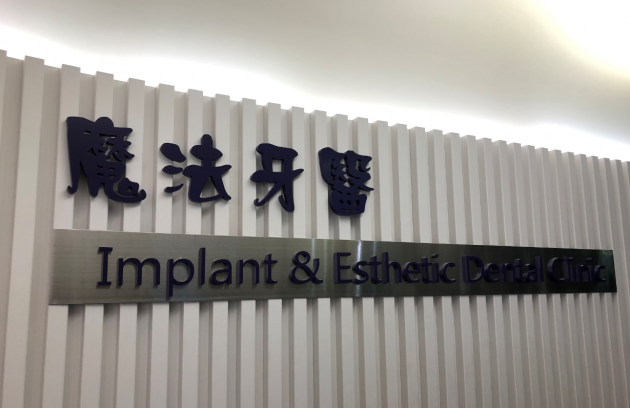 魔法牙醫
Implant & Esthetic Dental Clinic